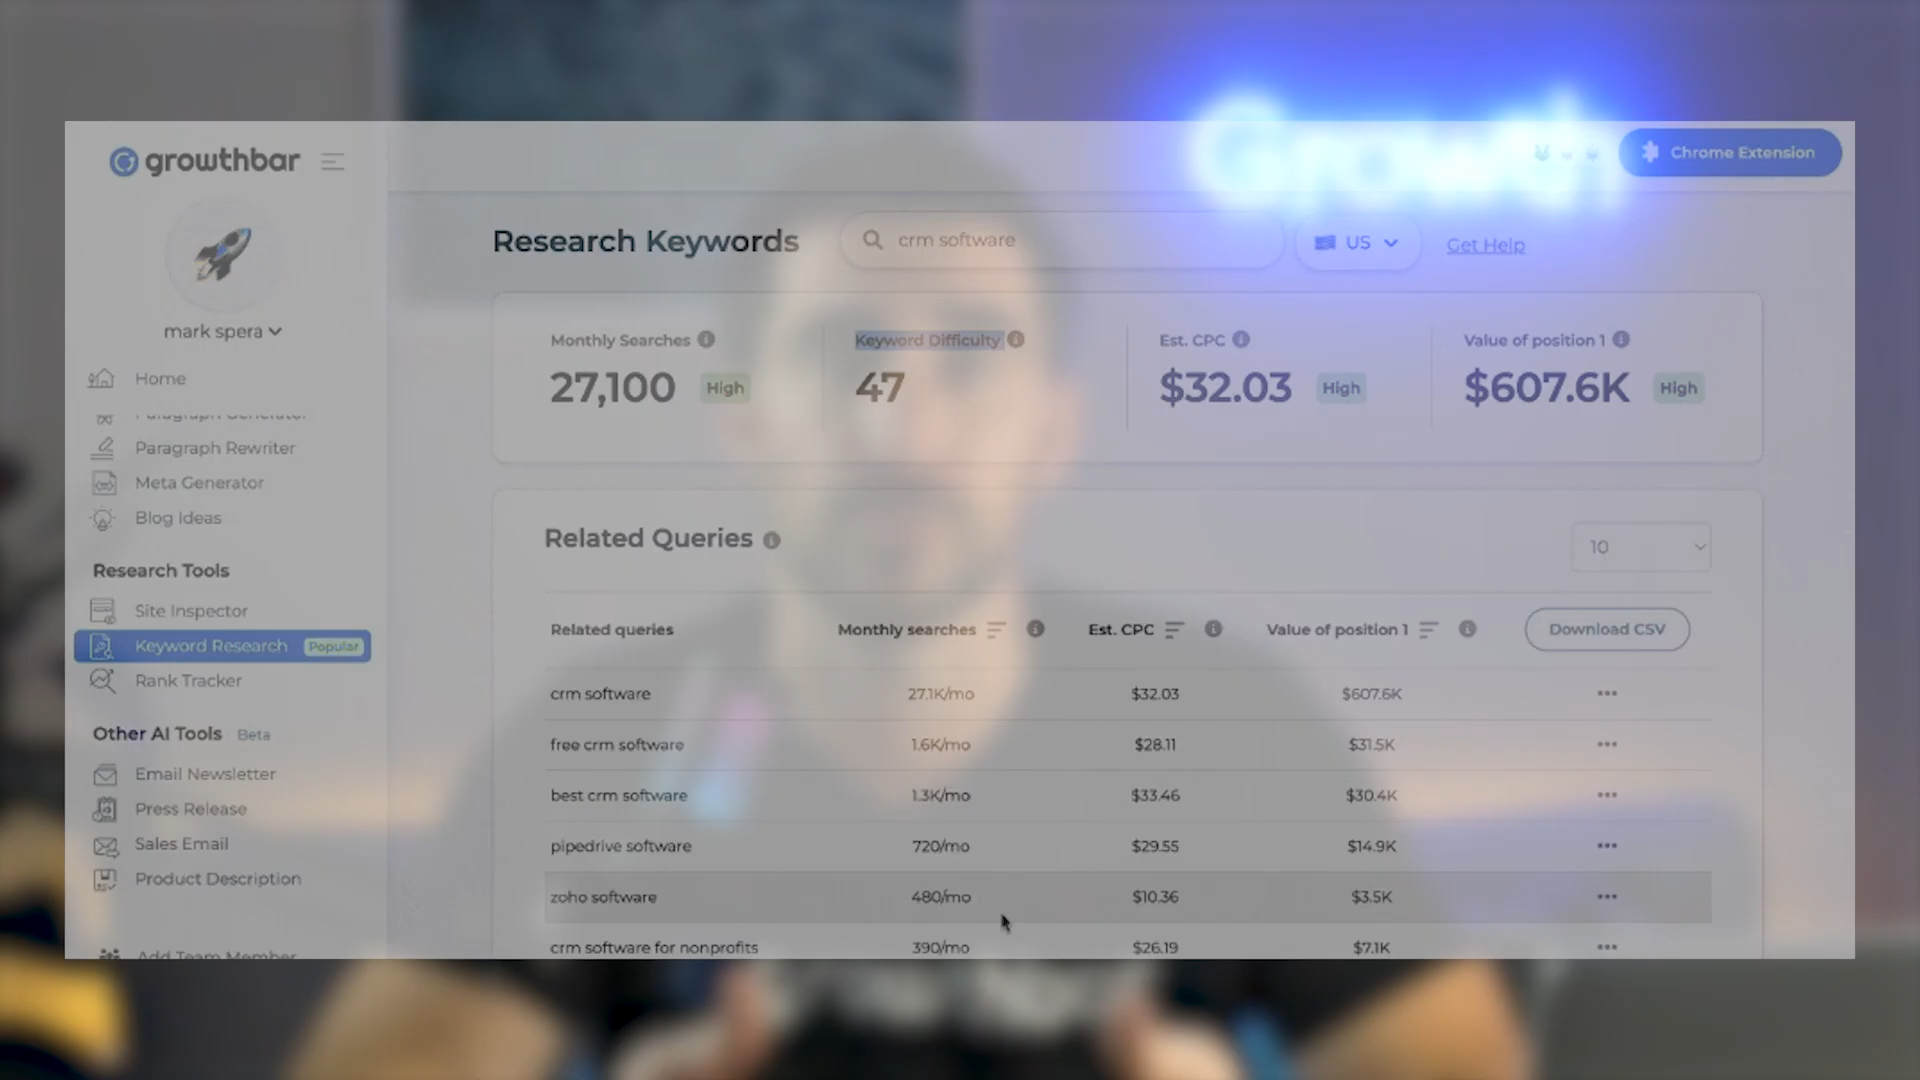 growthbar
Chrome Extension
Research Keywords
crm software
US
Get Help
mark spera
Monthly Searches
Keyword Difficulty
Est. CPC
Value of position 1
27,100 High
47
$32.03 High
$607.6K High
Home
Paragraph Generator
Paragraph Rewriter
Meta Generator
Blog Ideas
Research Tools
Site Inspector
Keyword Research Popular
Rank Tracker
Other AI Tools Beta
Email Newsletter
Press Release
Sales Email
Product Description
Add Team Member
Related Queries
10
Related queries Monthly searches Est. CPC Value of position 1 Download CSV
crm software 27.1K/mo $32.03 $607.6K
free crm software 1.6K/mo $28.11 $31.5K
best crm software 1.3K/mo $33.46 $30.4K
pipedrive software 720/mo $29.55 $14.9K
zoho software 480/mo $10.36 $3.5K
crm software for nonprofits 390/mo $26.19 $7.1K